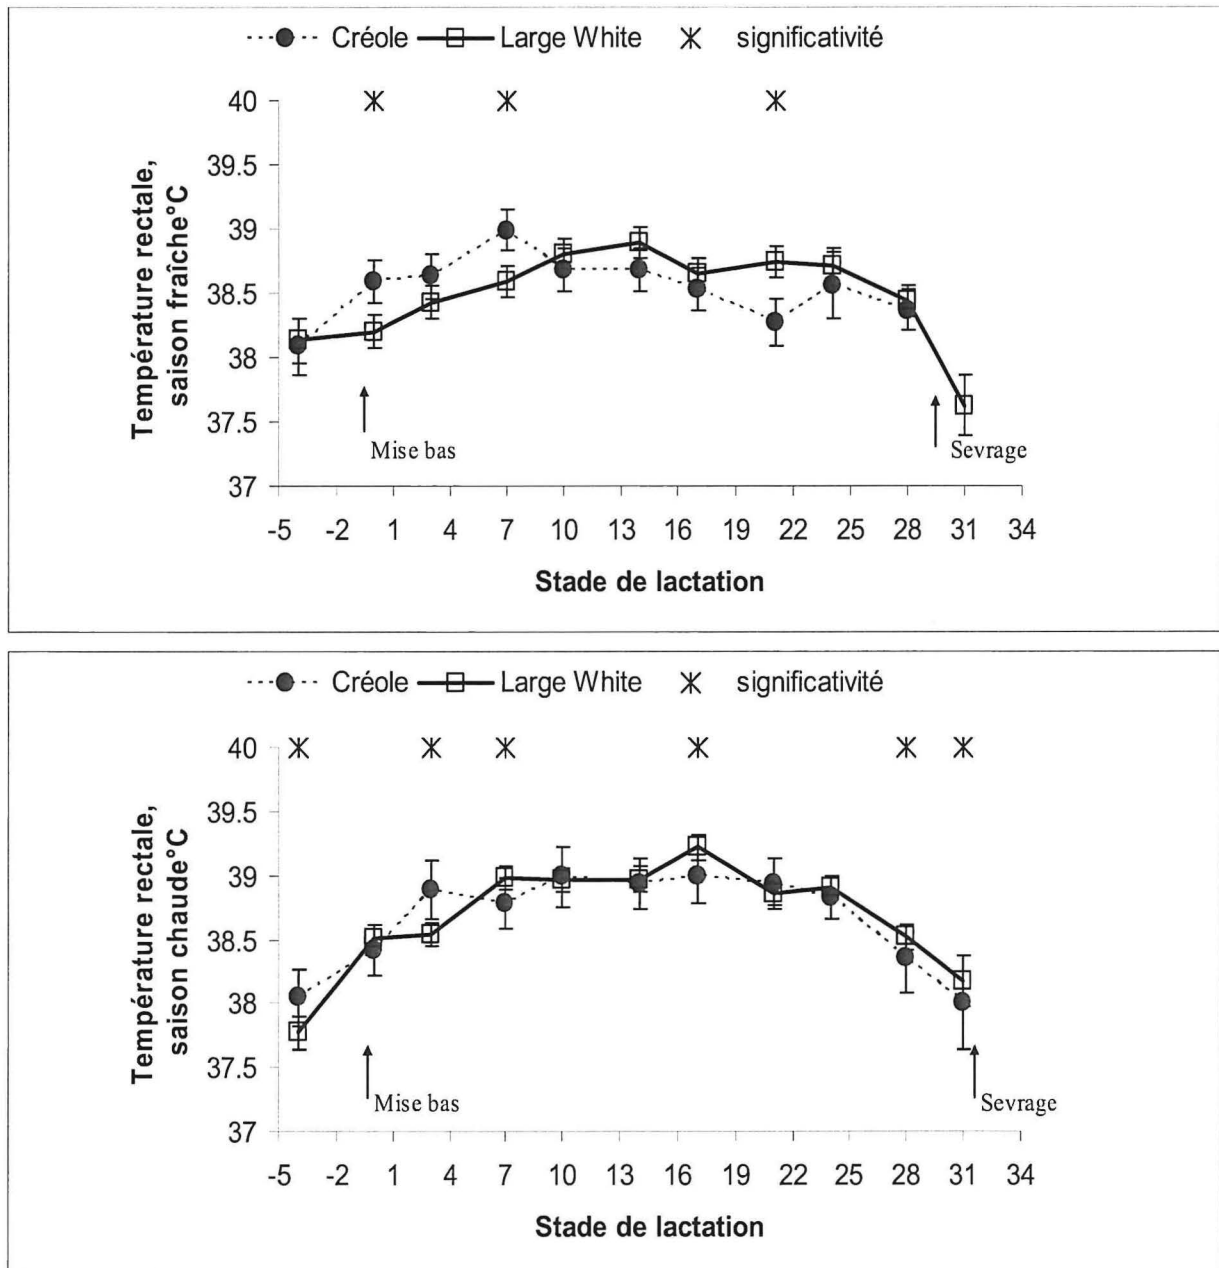 Créole Large White significativité
Température rectale,
saison fraîche°C
40
39.5
39
38.5
38
37.5
37
Mise bas
Sevrage
-5 -2 1 4 7 10 13 14 16 19 22 25 28 31 34
Stade de lactation
Créole Large White significativité
Température rectale,
saison chaude°C
40
39.5
39
38.5
38
37.5
37
Mise bas
Sevrage
-5 -2 1 4 7 10 13 16 19 22 25 28 31 34
Stade de lactation